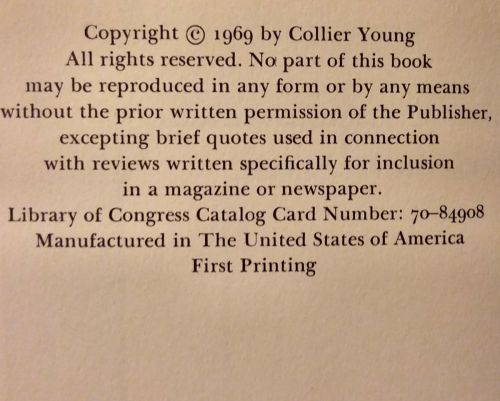 Copyright © 1969 by Collier Young
All rights reserved. No part of this book
may be reproduced in any form or by any means
without the prior written permission of the Publisher,
excepting brief quotes used in connection
with reviews written specifically for inclusion
in a magazine or newspaper.
Library of Congress Catalog Card Number: 70–84908
Manufactured in The United States of America
First Printing